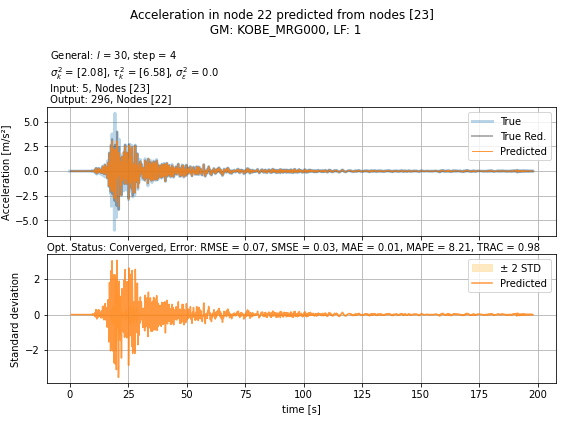 Acceleration in node 22 predicted from nodes [23]
GM: KOBE_MRG000, LF: 1
General: l = 30, step = 4
σ²ₖ = [2.08], τ²ₖ = [6.58], σ²ε = 0.0
Input: 5, Nodes [23]
Output: 296, Nodes [22]
Acceleration [m/s²]
5.0
2.5
0.0
−2.5
−5.0
True
True Red.
Predicted
Opt. Status: Converged, Error: RMSE = 0.07, SMSE = 0.03, MAE = 0.01, MAPE = 8.21, TRAC = 0.98
Standard deviation
2
0
−2
± 2 STD
Predicted
0 25 50 75 100 125 150 175 200
time [s]